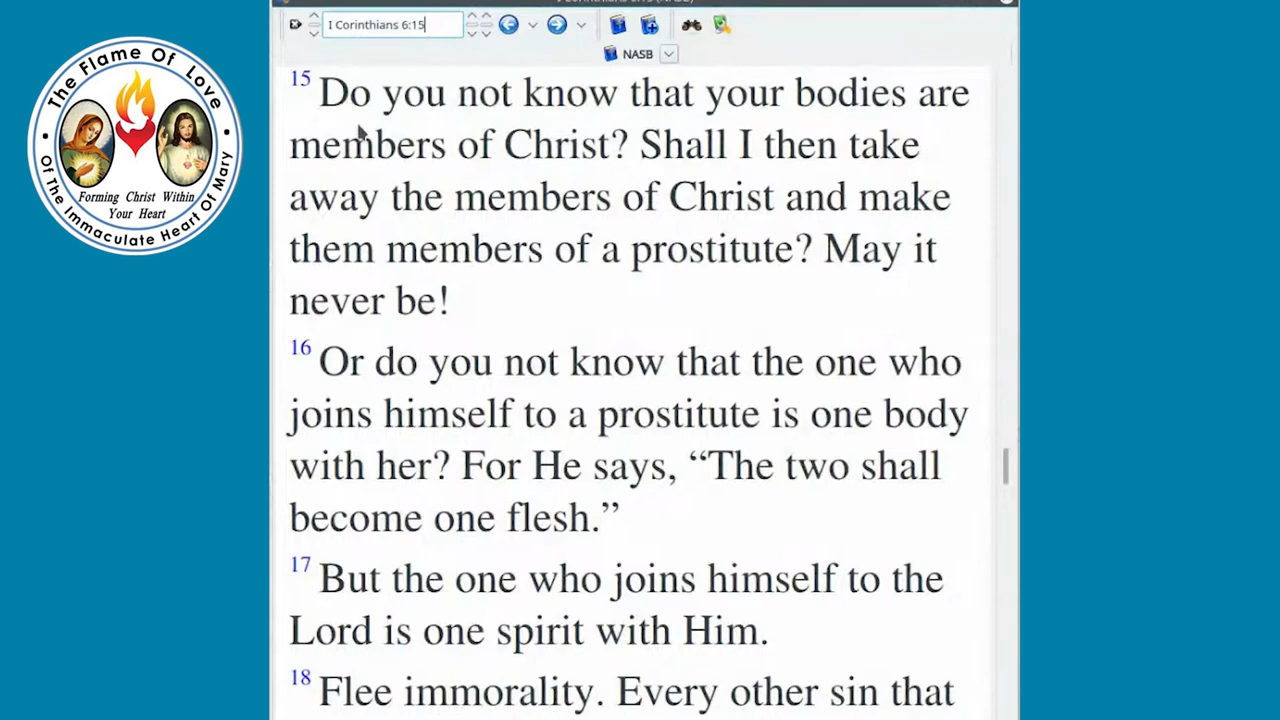 The Flame Of Love
Of The Immaculate Heart Of Mary
Forming Christ Within
Your Heart
I Corinthians 6:15
NASB
15 Do you not know that your bodies are
members of Christ? Shall I then take
away the members of Christ and make
them members of a prostitute? May it
never be!
16 Or do you not know that the one who
joins himself to a prostitute is one body
with her? For He says, “The two shall
become one flesh.”
17 But the one who joins himself to the
Lord is one spirit with Him.
18 Flee immorality. Every other sin that